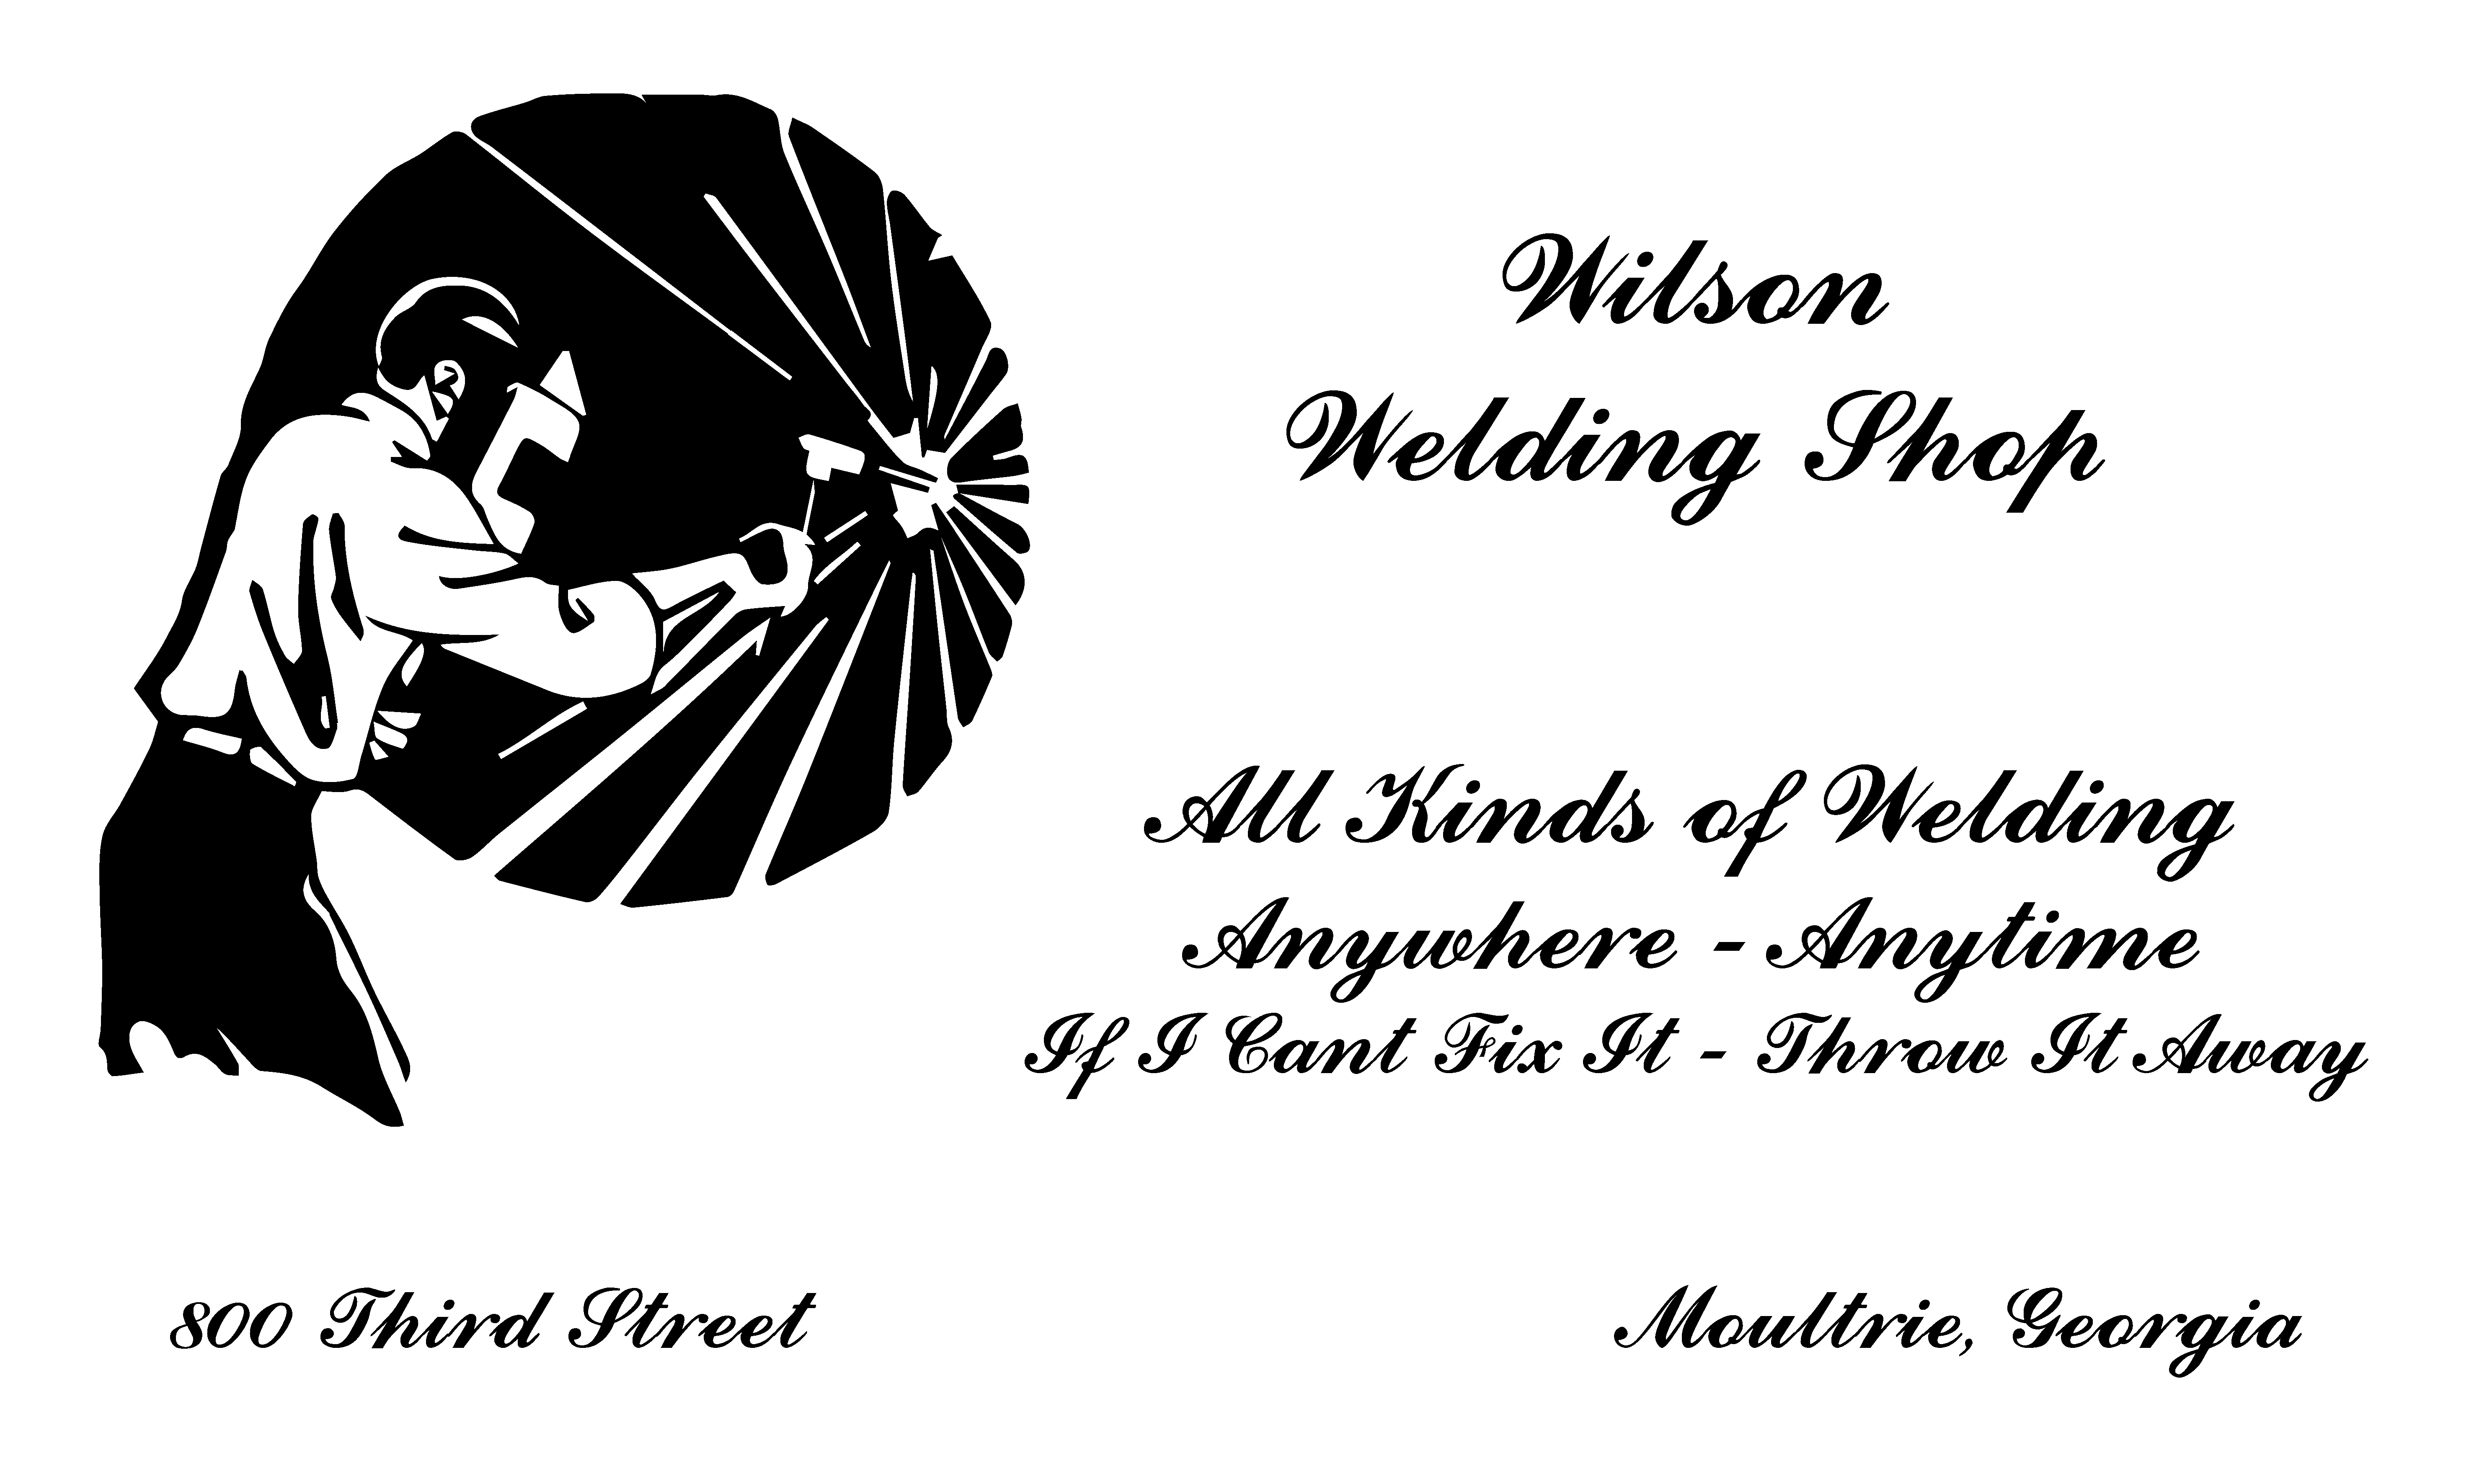 Wilson
Welding Shop
All Kinds of Welding
Anywhere - Anytime
If I Cant Fix It - Throw It Away
800 Third Street
Moultrie, Georgia